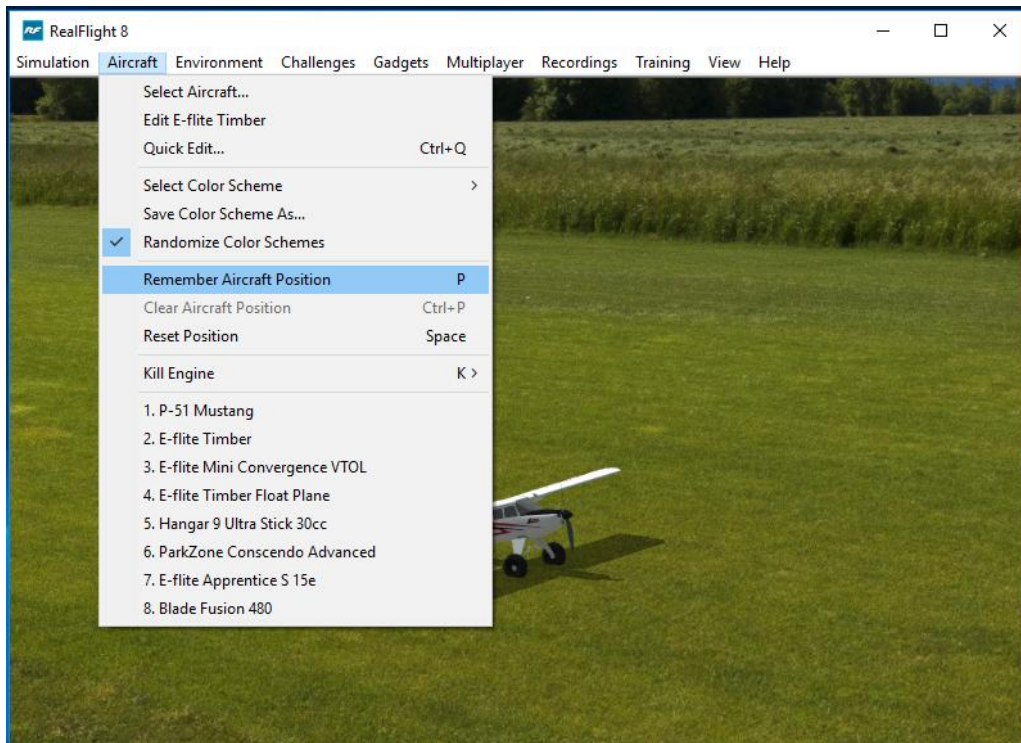 RF RealFlight 8
Simulation Aircraft Environment Challenges Gadgets Multiplayer Recordings Training View Help
Select Aircraft...
Edit E-flite Timber
Quick Edit... Ctrl+Q
Select Color Scheme
Save Color Scheme As...
Randomize Color Schemes
Remember Aircraft Position P
Clear Aircraft Position Ctrl+P
Reset Position Space
Kill Engine K
1. P-51 Mustang
2. E-flite Timber
3. E-flite Mini Convergence VTOL
4. E-flite Timber Float Plane
5. Hangar 9 Ultra Stick 30cc
6. ParkZone Conscendo Advanced
7. E-flite Apprentice S 15e
8. Blade Fusion 480